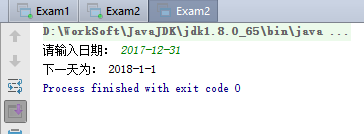 Exam1 Exam2 Exam2
D:\WorkSoft\JavaJDK\jdk1.8.0_65\bin\java ...
请输入日期: 2017-12-31
下一天为: 2018-1-1
Process finished with exit code 0